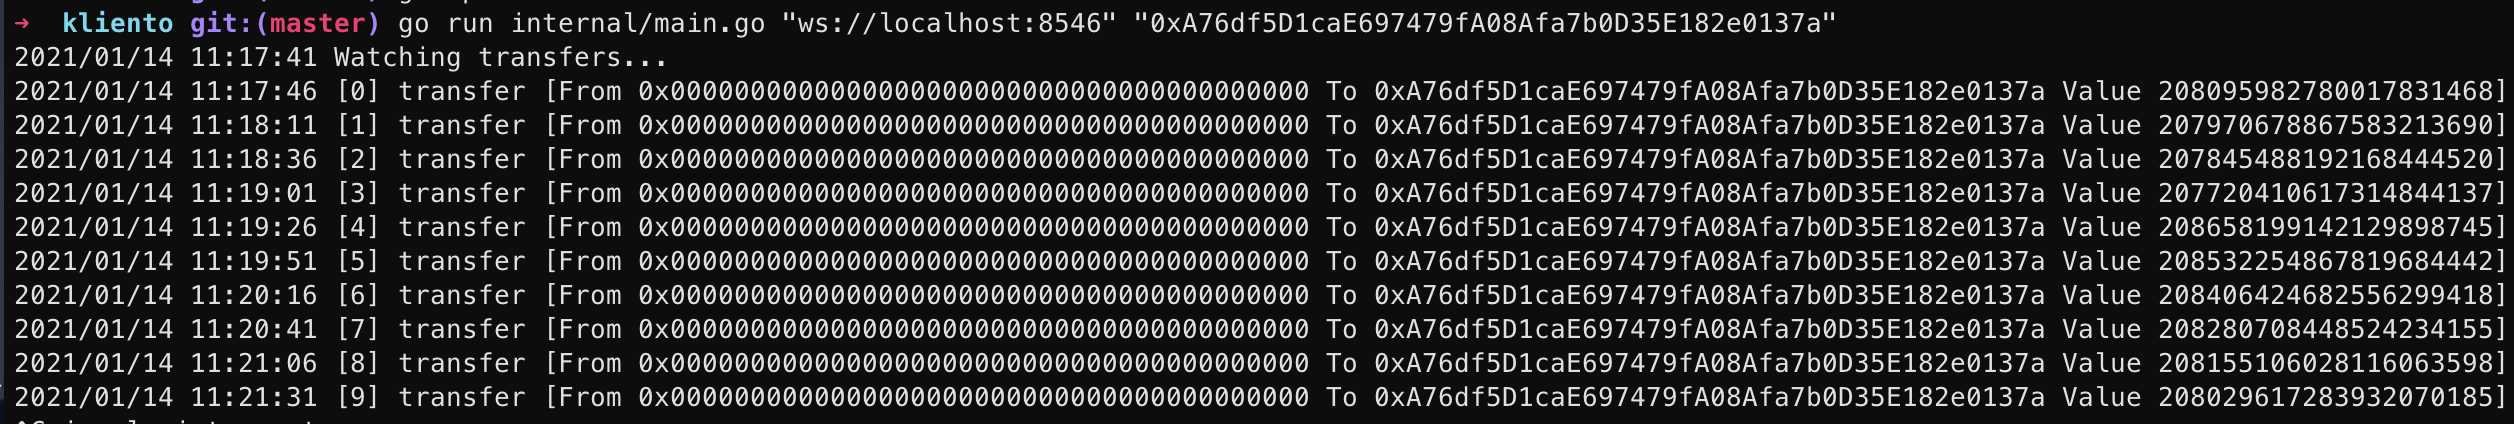 ➜  kliento git:(master) go run internal/main.go "ws://localhost:8546" "0xA76df5D1caE697479fA08Afa7b0D35E182e0137a"
2021/01/14 11:17:41 Watching transfers...
2021/01/14 11:17:46 [0] transfer [From 0x0000000000000000000000000000000000000000 To 0xA76df5D1caE697479fA08Afa7b0D35E182e0137a Value 208095982780017831468]
2021/01/14 11:18:11 [1] transfer [From 0x0000000000000000000000000000000000000000 To 0xA76df5D1caE697479fA08Afa7b0D35E182e0137a Value 207970678867583213690]
2021/01/14 11:18:36 [2] transfer [From 0x0000000000000000000000000000000000000000 To 0xA76df5D1caE697479fA08Afa7b0D35E182e0137a Value 207845488192168444520]
2021/01/14 11:19:01 [3] transfer [From 0x0000000000000000000000000000000000000000 To 0xA76df5D1caE697479fA08Afa7b0D35E182e0137a Value 207720410617314844137]
2021/01/14 11:19:26 [4] transfer [From 0x0000000000000000000000000000000000000000 To 0xA76df5D1caE697479fA08Afa7b0D35E182e0137a Value 208658199142129898745]
2021/01/14 11:19:51 [5] transfer [From 0x0000000000000000000000000000000000000000 To 0xA76df5D1caE697479fA08Afa7b0D35E182e0137a Value 208532254867819684442]
2021/01/14 11:20:16 [6] transfer [From 0x0000000000000000000000000000000000000000 To 0xA76df5D1caE697479fA08Afa7b0D35E182e0137a Value 208406424682556299418]
2021/01/14 11:20:41 [7] transfer [From 0x0000000000000000000000000000000000000000 To 0xA76df5D1caE697479fA08Afa7b0D35E182e0137a Value 208280708448524234155]
2021/01/14 11:21:06 [8] transfer [From 0x0000000000000000000000000000000000000000 To 0xA76df5D1caE697479fA08Afa7b0D35E182e0137a Value 208155106028116063598]
2021/01/14 11:21:31 [9] transfer [From 0x0000000000000000000000000000000000000000 To 0xA76df5D1caE697479fA08Afa7b0D35E182e0137a Value 208029617283932070185]